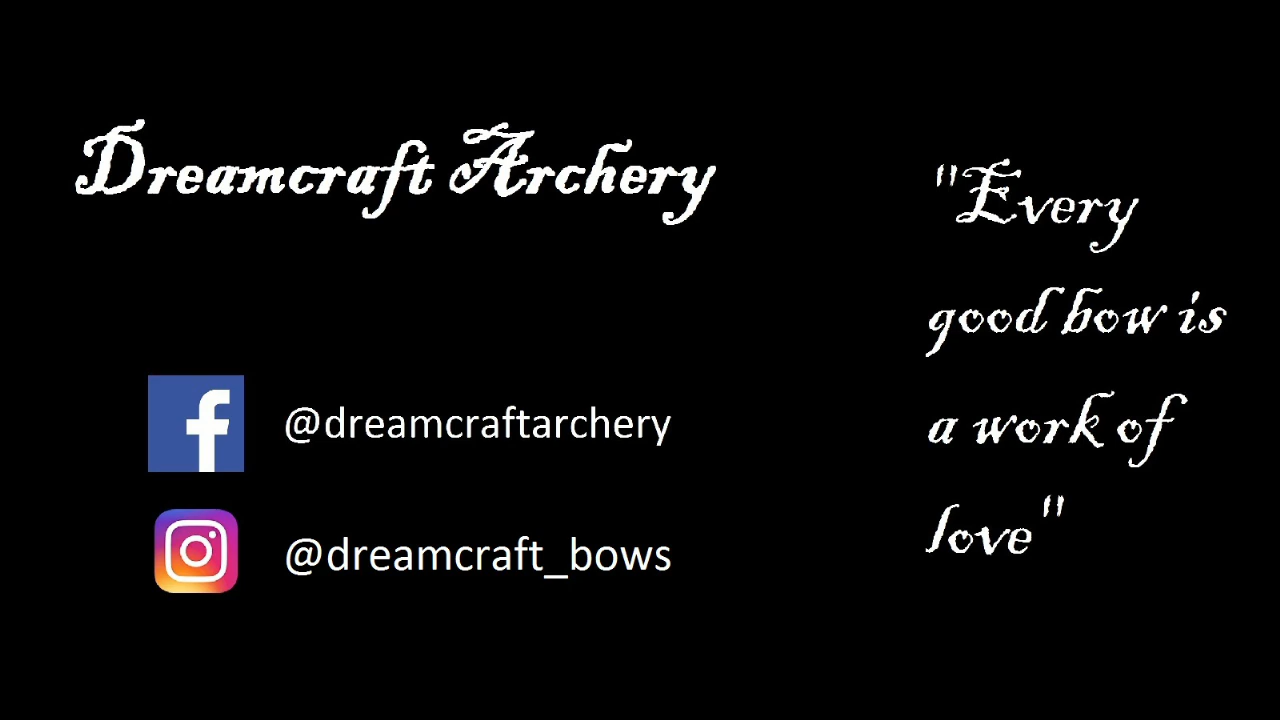 Dreamcraft Archery
@dreamcraftarchery
@dreamcraft_bows
"Every
good bow is
a work of
love"